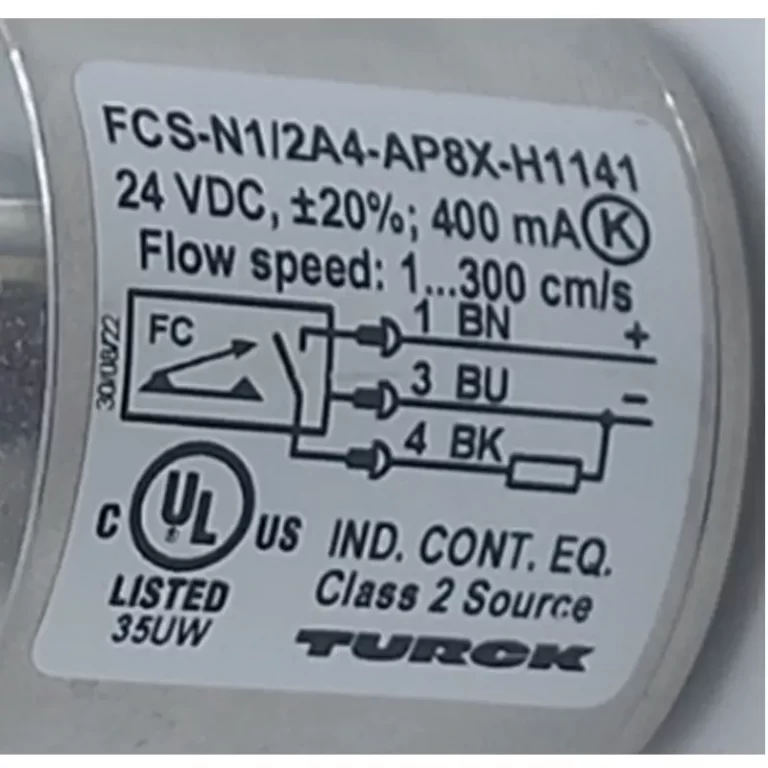 FCS-N1/2A4-AP8X-H1141
24 VDC, ±20%; 400 mA K
Flow speed: 1...300 cm/s
30/08/22
FC
1 BN +
3 BU −
4 BK
C UL ® US
LISTED
35UW
IND. CONT. EQ.
Class 2 Source
TURCK